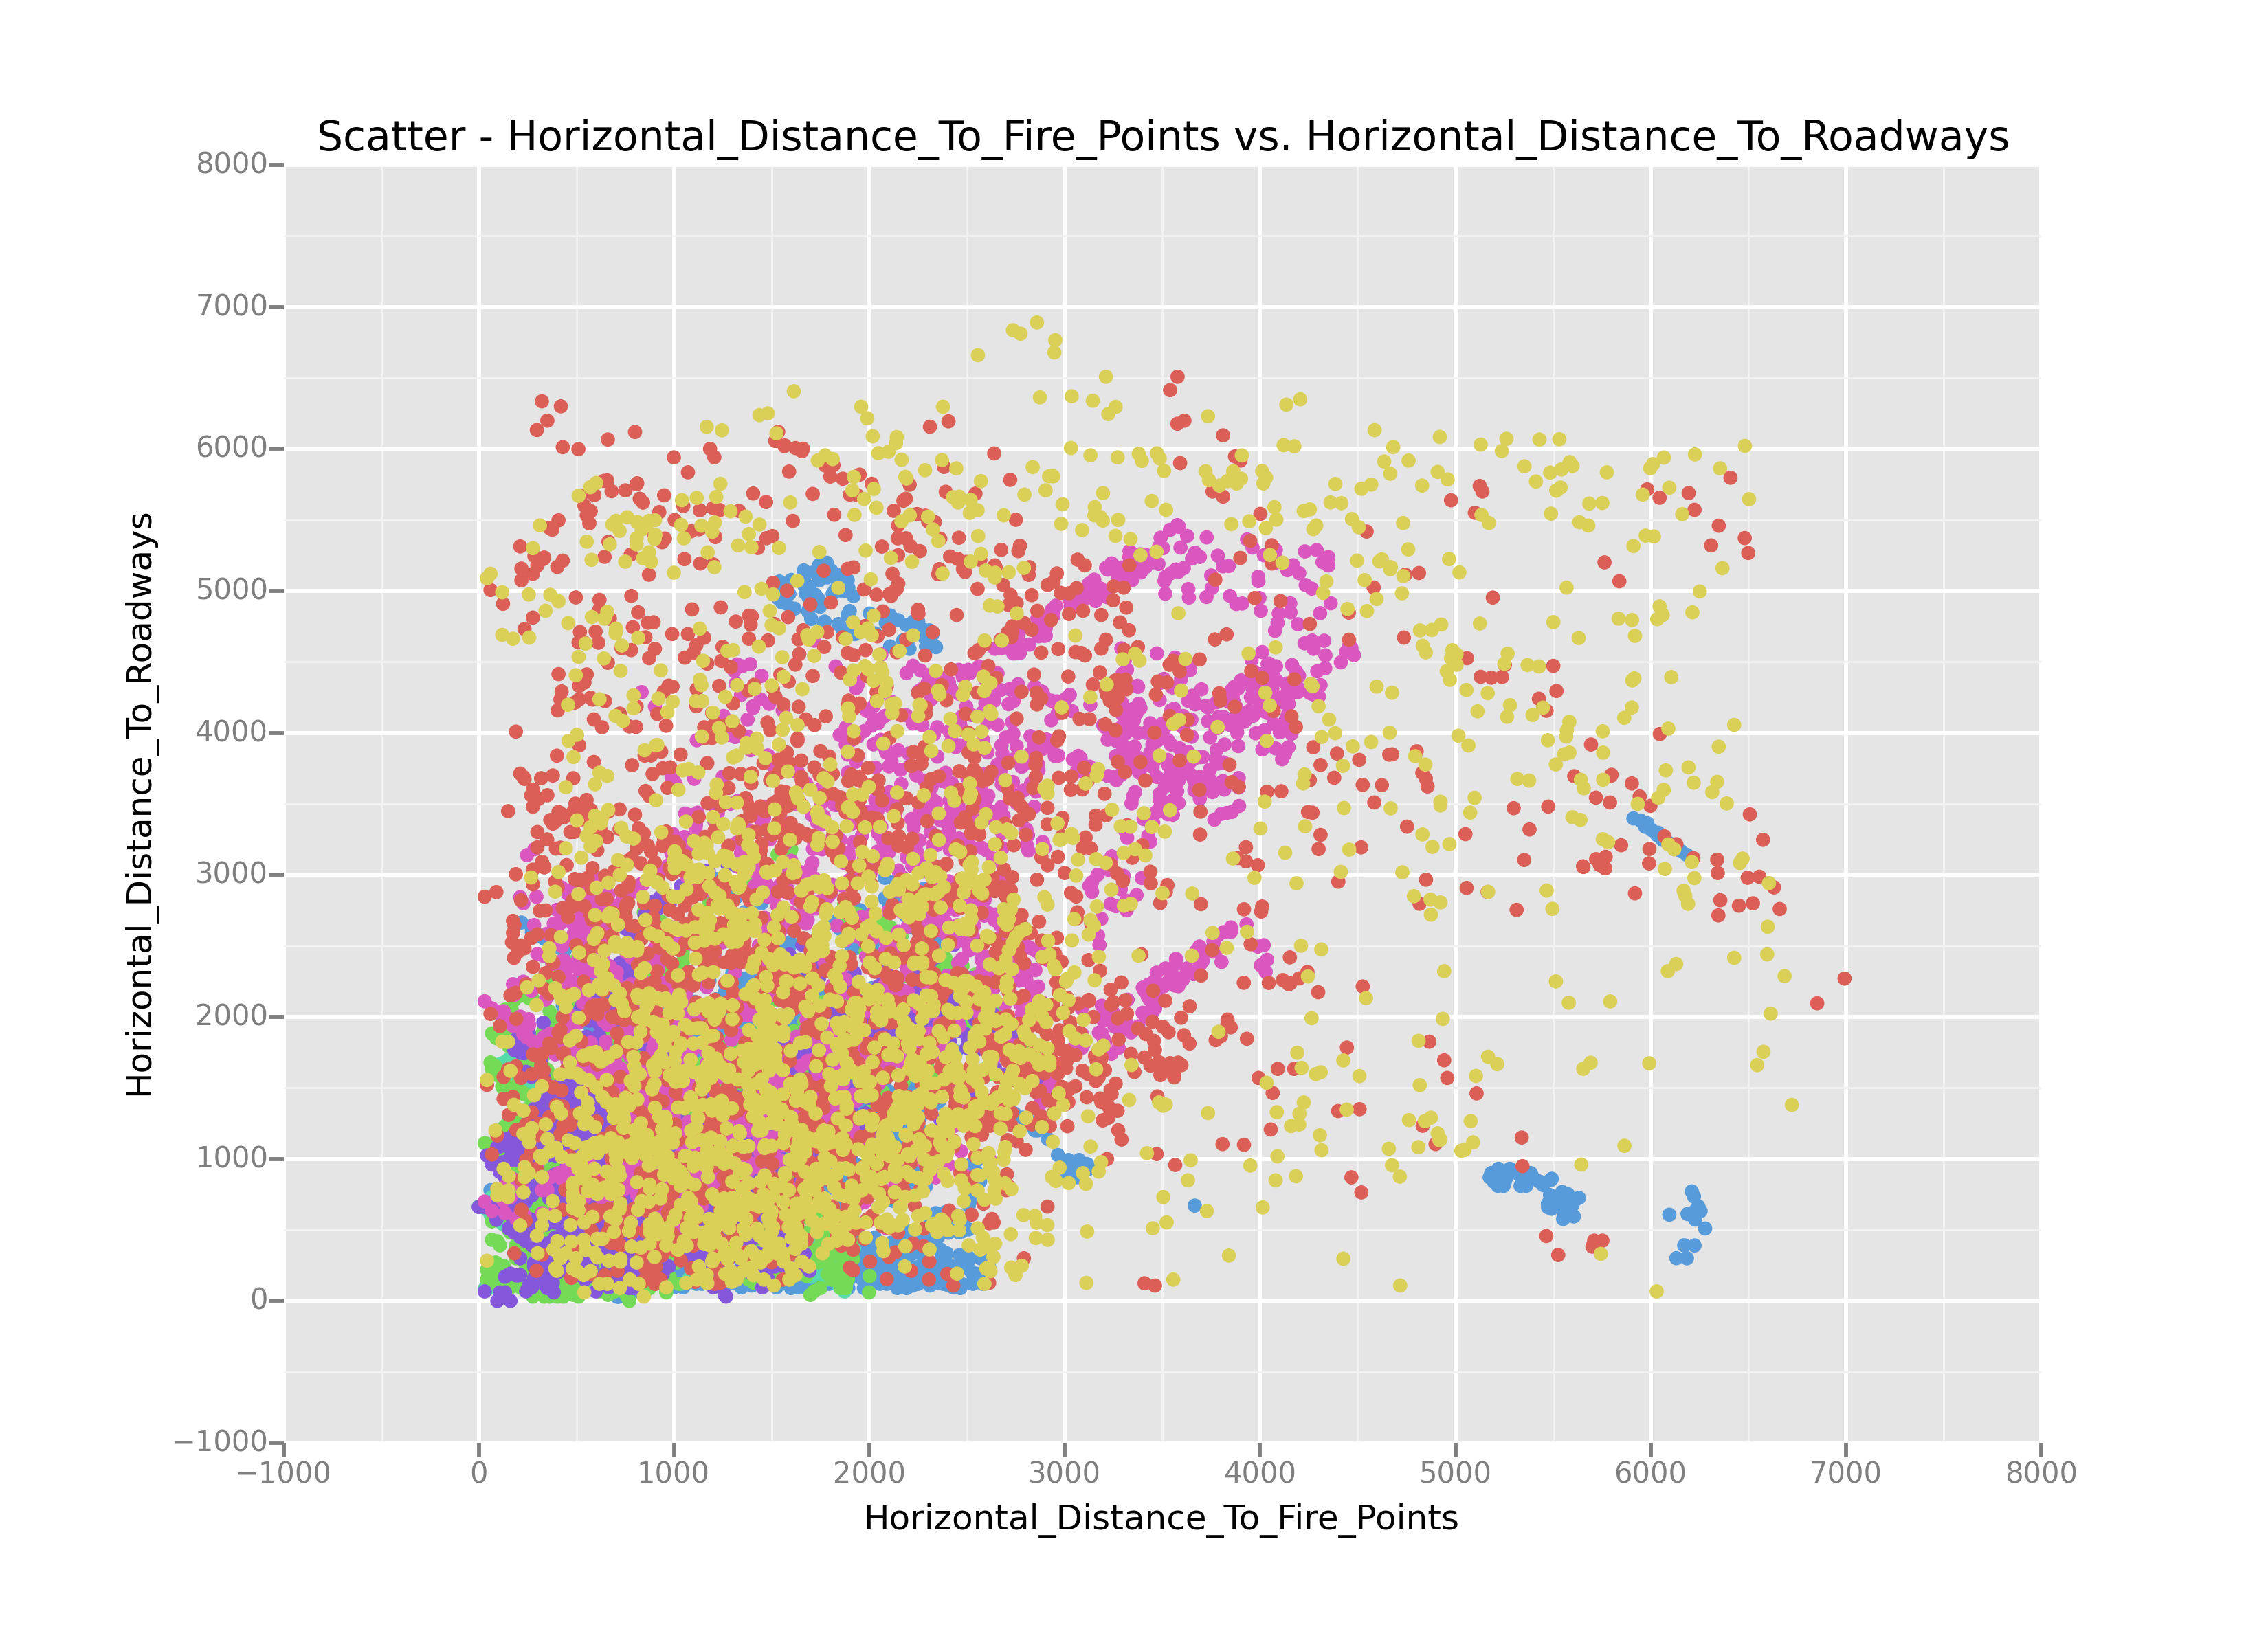 Scatter - Horizontal_Distance_To_Fire_Points vs. Horizontal_Distance_To_Roadways
8000
7000
6000
5000
4000
3000
2000
1000
0
−1000
Horizontal_Distance_To_Roadways
−1000 0 1000 2000 3000 4000 5000 6000 7000 8000
Horizontal_Distance_To_Fire_Points